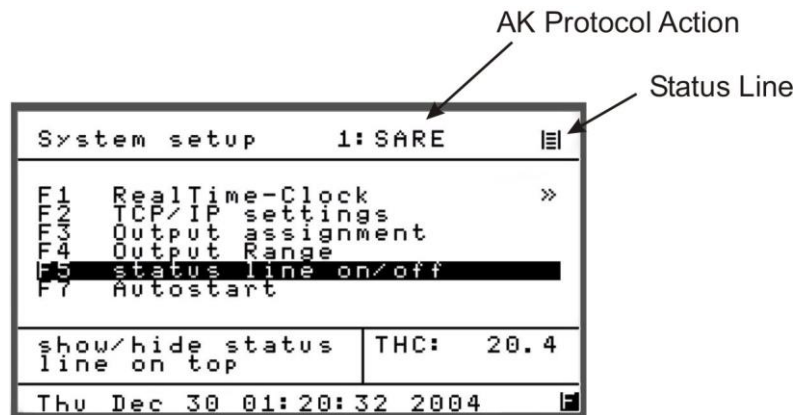 AK Protocol Action
Status Line
System setup 1:SARE
F1 RealTime-Clock »
F2 TCP/IP settings
F3 Output assignment
F4 Output Range
F5 status line on/off
F7 Autostart
show/hide status
line on top
THC: 20.4
Thu Dec 30 01:20:32 2004 F